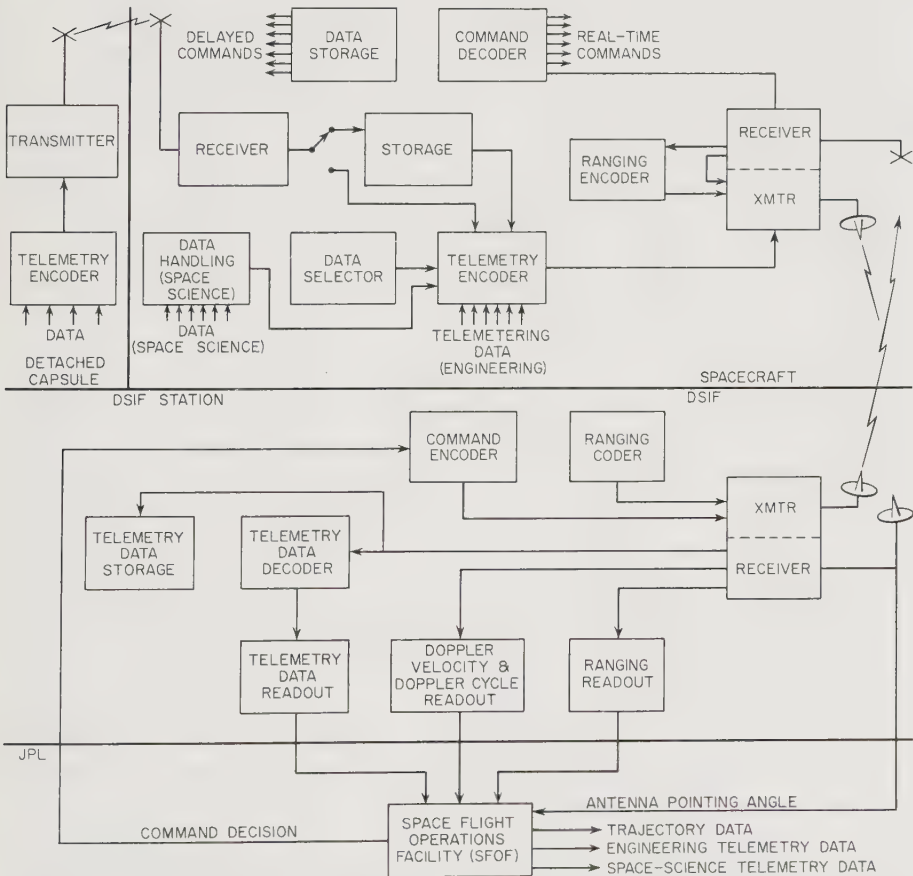 DELAYED
COMMANDS
DATA
STORAGE
COMMAND
DECODER
REAL-TIME
COMMANDS
TRANSMITTER
RECEIVER
STORAGE
RANGING
ENCODER
RECEIVER
XMTR
TELEMETRY
ENCODER
DATA
HANDLING
(SPACE
SCIENCE)
DATA
SELECTOR
TELEMETRY
ENCODER
DATA
DATA
(SPACE SCIENCE)
TELEMETERING
DATA
(ENGINEERING)
DETACHED
CAPSULE
SPACECRAFT
DSIF STATION
DSIF
COMMAND
ENCODER
RANGING
CODER
XMTR
RECEIVER
TELEMETRY
DATA
STORAGE
TELEMETRY
DATA
DECODER
TELEMETRY
DATA
READOUT
DOPPLER
VELOCITY &
DOPPLER CYCLE
READOUT
RANGING
READOUT
JPL
ANTENNA POINTING ANGLE
COMMAND DECISION
SPACE FLIGHT
OPERATIONS
FACILITY (SFOF)
TRAJECTORY DATA
ENGINEERING TELEMETRY DATA
SPACE-SCIENCE TELEMETRY DATA